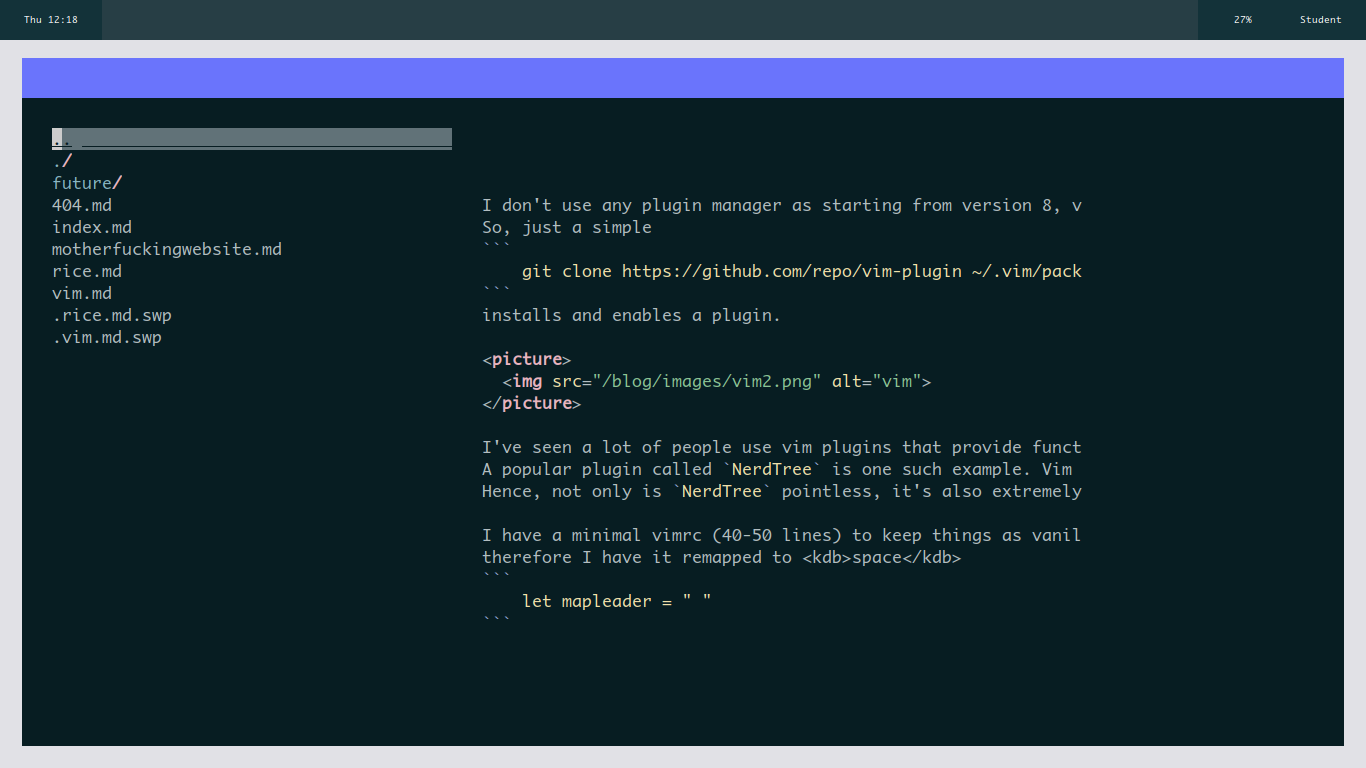 Thu 12:18
27%
Student
../
./
future/
404.md
index.md
motherfuckingwebsite.md
rice.md
vim.md
.rice.md.swp
.vim.md.swp
I don't use any plugin manager as starting from version 8, v
So, just a simple
```
git clone https://github.com/repo/vim-plugin ~/.vim/pack
```
installs and enables a plugin.
<picture>
<img src="/blog/images/vim2.png" alt="vim">
</picture>
I've seen a lot of people use vim plugins that provide funct
A popular plugin called `NerdTree` is one such example. Vim
Hence, not only is `NerdTree` pointless, it's also extremely
I have a minimal vimrc (40-50 lines) to keep things as vanil
therefore I have it remapped to <kdb>space</kdb>
```
let mapleader = " "
```